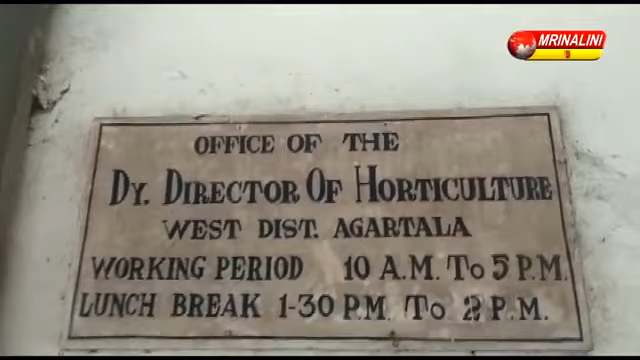 MRINALINI
OFFICE OF THE
DY. DIRECTOR OF HORTICULTURE
WEST DIST. AGARTALA
WORKING PERIOD 10 A.M. TO 5 P.M.
LUNCH BREAK 1-30 P.M. TO 2 P.M.